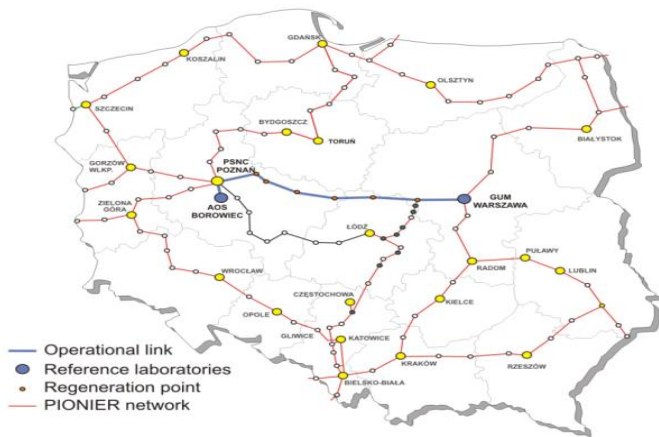 GDAŃSK
KOSZALIN
OLSZTYN
SZCZECIN
BYDGOSZCZ
TORUŃ
BIAŁYSTOK
GORZÓW
WLKP.
PSNC
POZNAŃ
AOS
BOROWIEC
GUM
WARSZAWA
ZIELONA
GÓRA
ŁÓDŹ
PUŁAWY
RADOM
LUBLIN
WROCŁAW
CZĘSTOCHOWA
KIELCE
OPOLE
GLIWICE
KATOWICE
KRAKÓW
RZESZÓW
BIELSKO-BIAŁA
Operational link
Reference laboratories
Regeneration point
PIONIER network